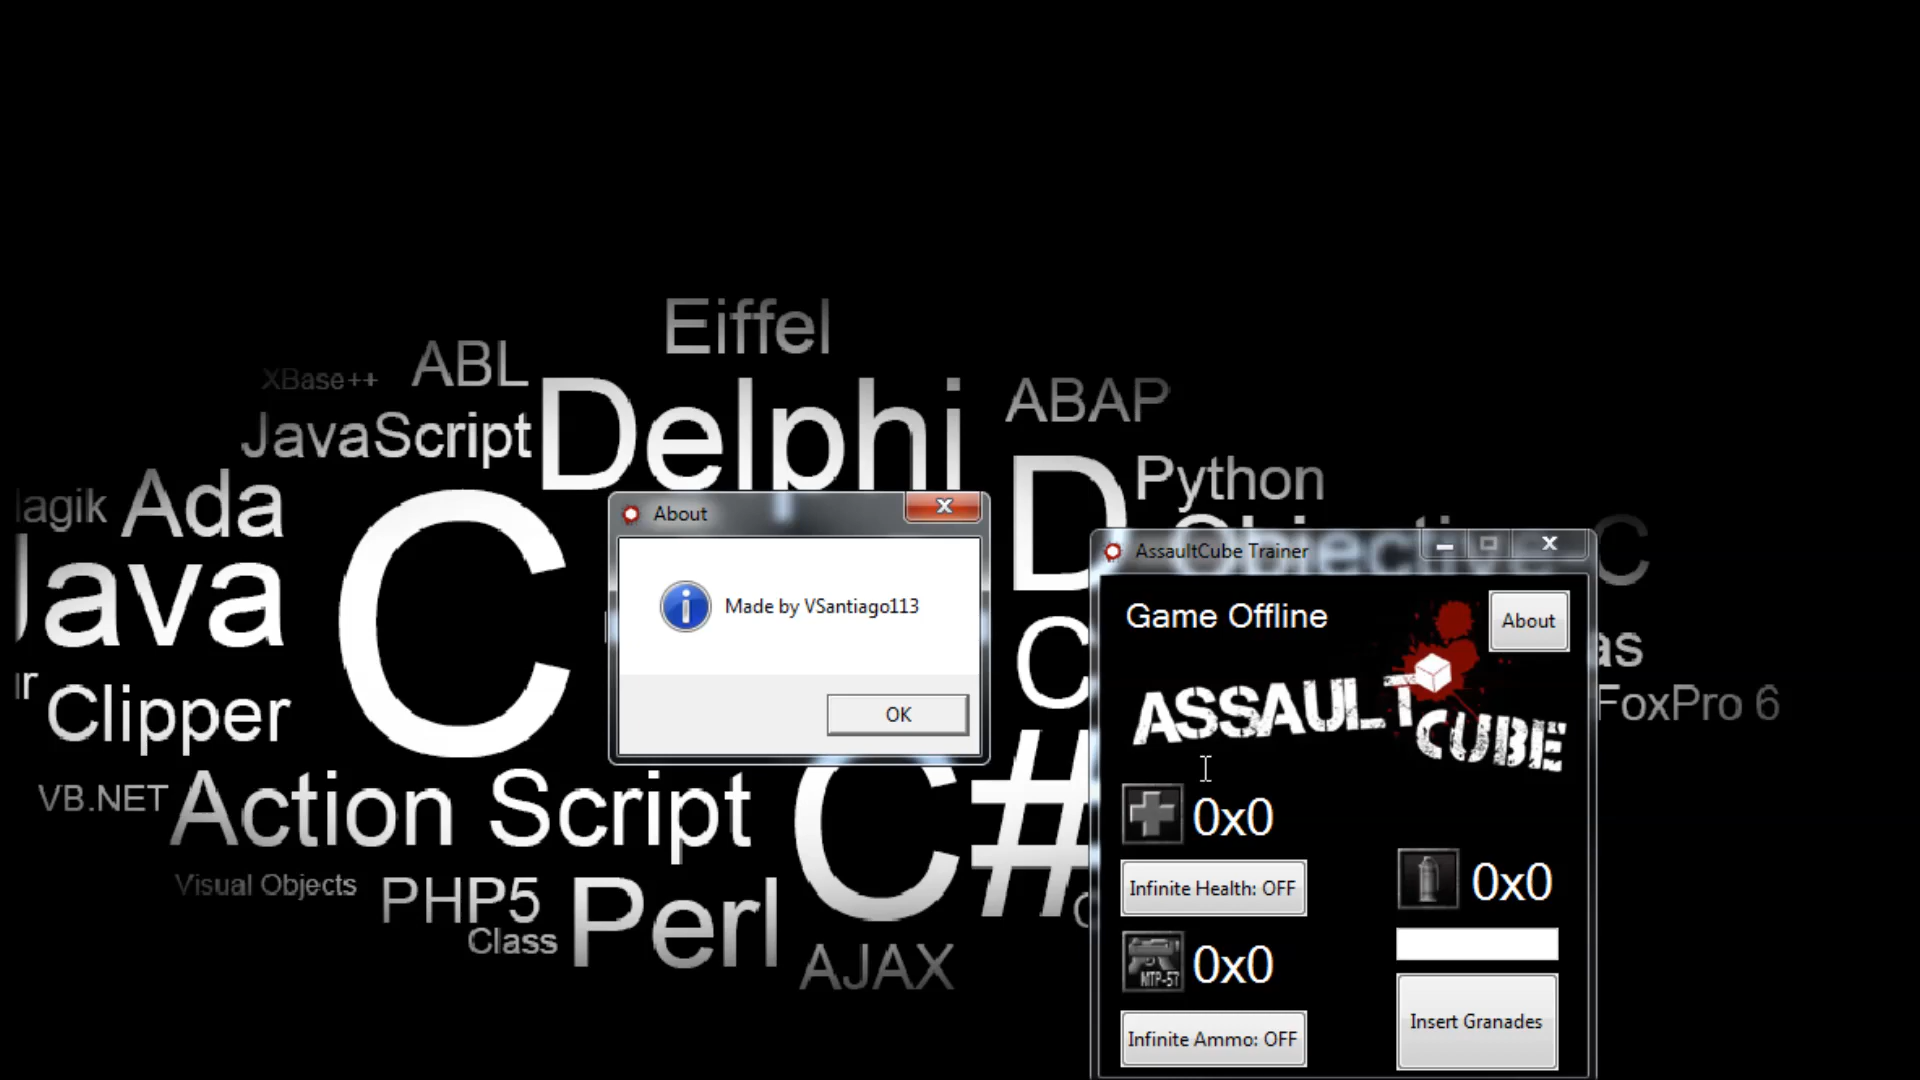 Eiffel
XBase++ ABL
Delphi
ABAP
JavaScript
Python
Ada
C
Java
Clipper
VB.NET
Action Script
C#
FoxPro 6
Visual Objects
PHP5
Class
Perl
AJAX
About
Made by VSantiago113
OK
AssaultCube Trainer
Game Offline
About
ASSAULT
CUBE
0x0
Infinite Health: OFF
0x0
MTP-57
0x0
Infinite Ammo: OFF
Insert Granades